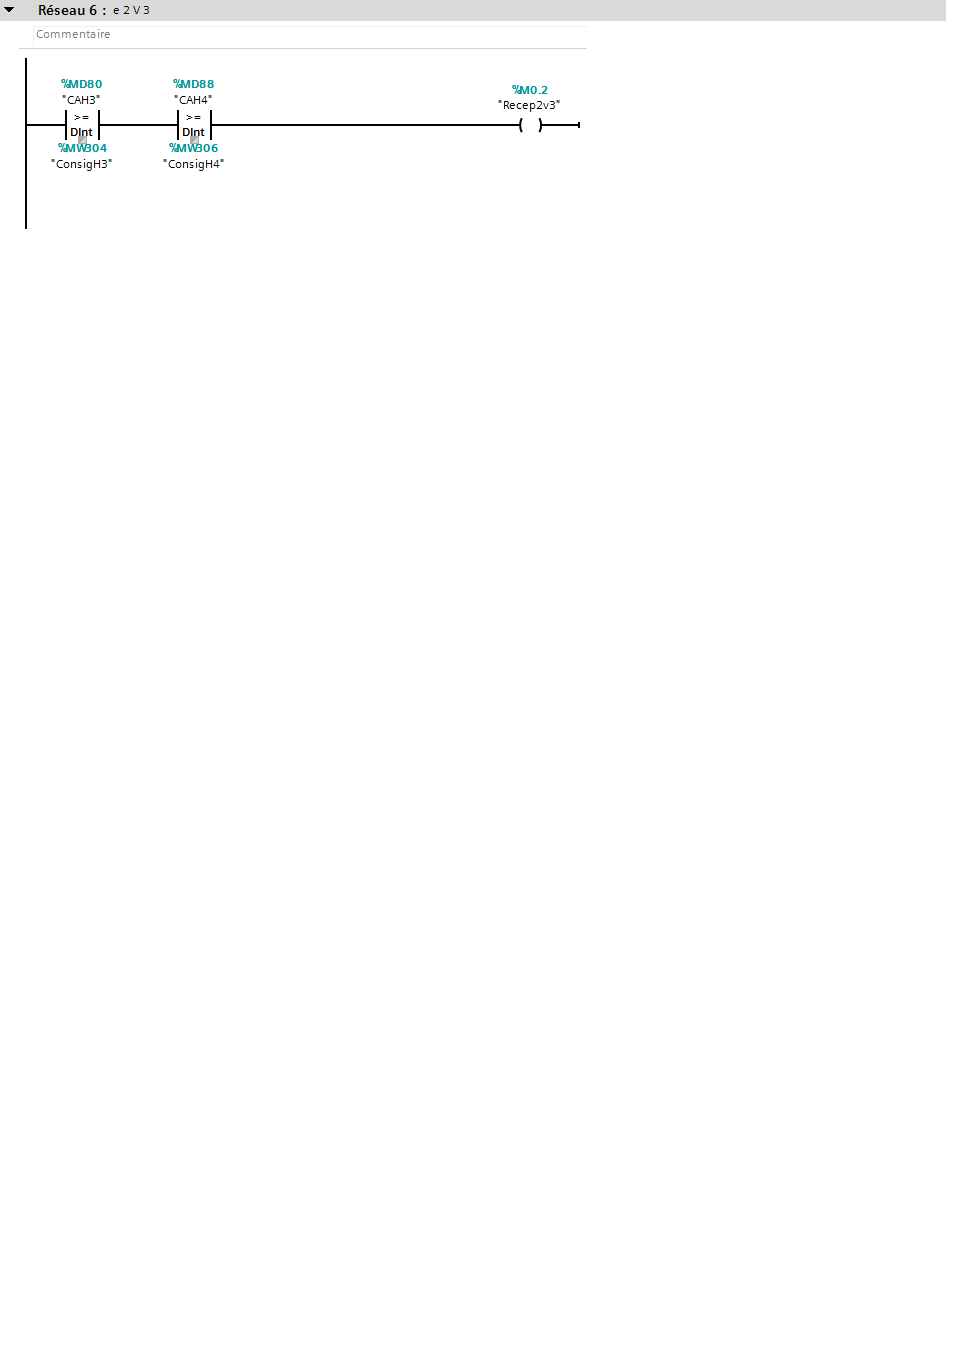 Réseau 6 : e 2 V 3
Commentaire
%MD80 %MD88
"CAH3" "CAH4"
%M0.2
"Recep2v3"
>= >=
DInt DInt
%MW304 %MW306
"ConsigH3" "ConsigH4"